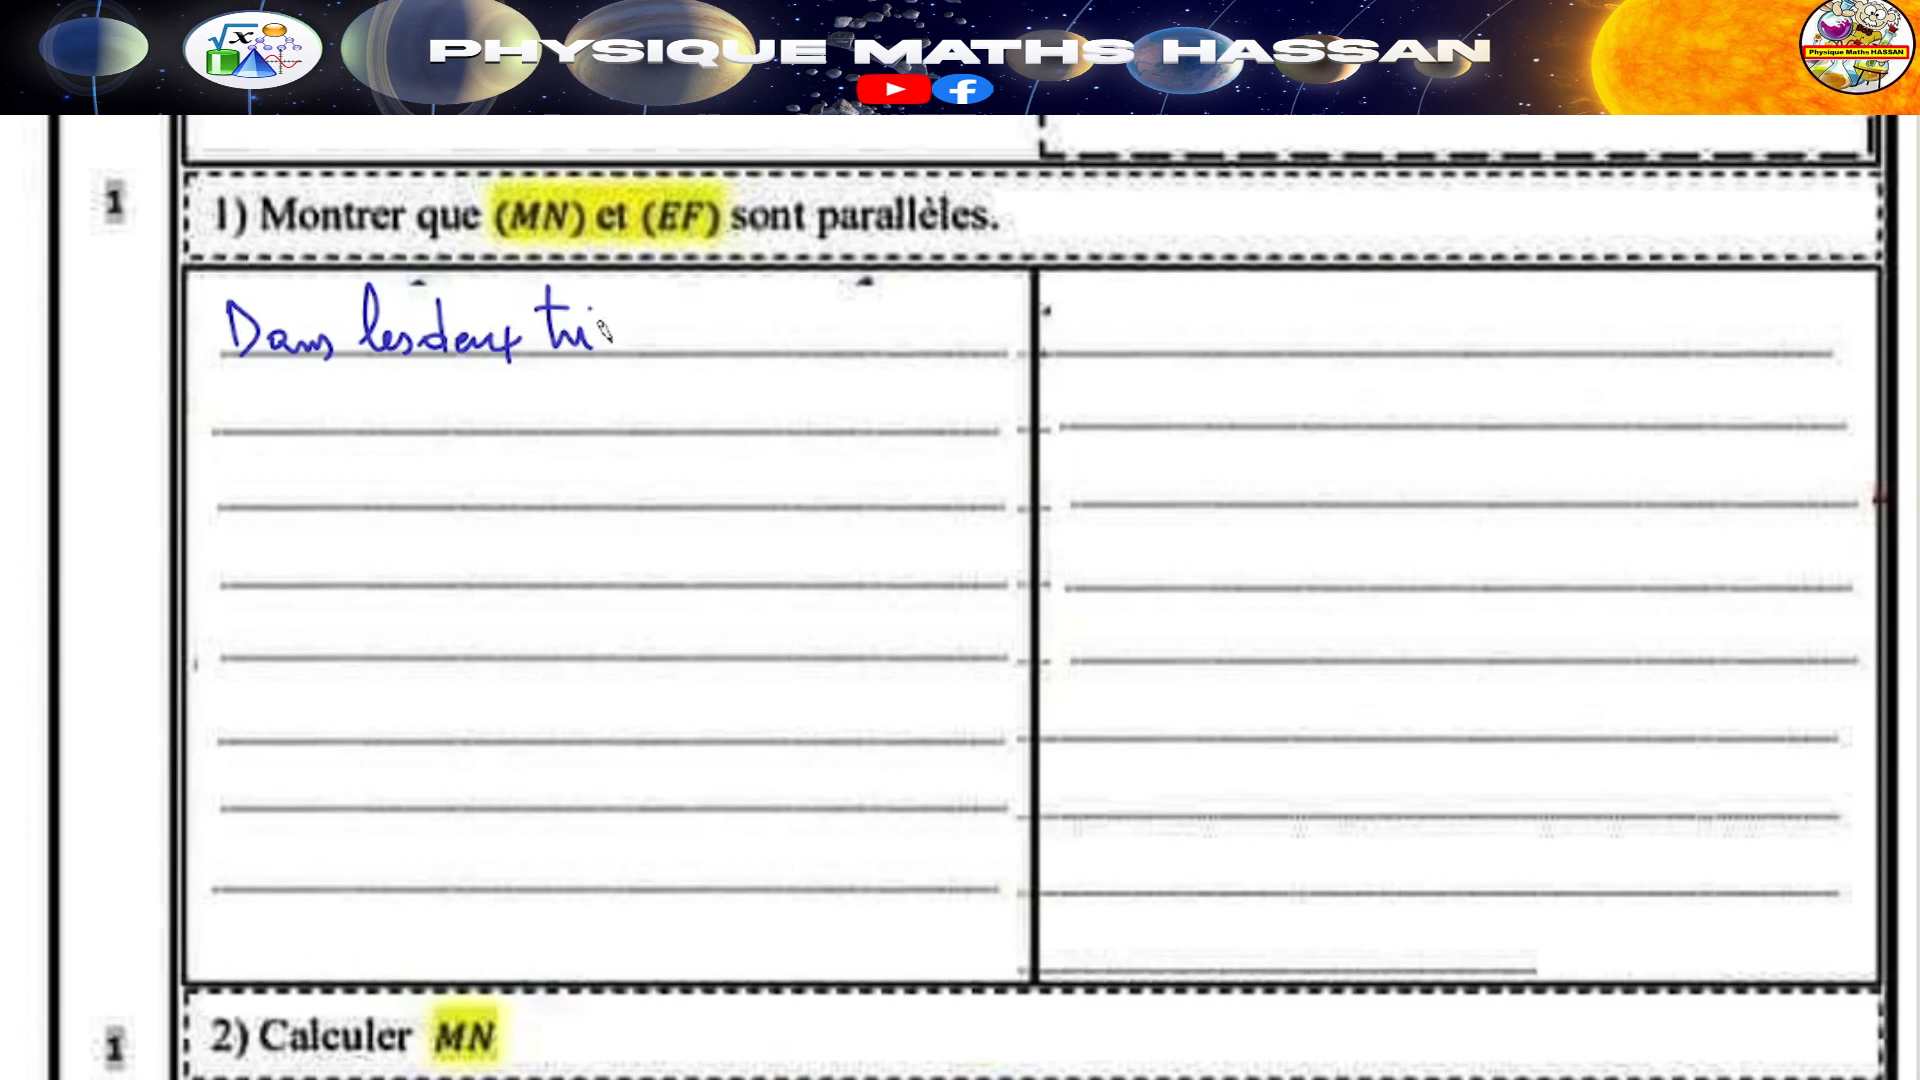 PHYSIQUE MATHS HASSAN
Physique Maths HASSAN
1
1) Montrer que (MN) et (EF) sont parallèles.
Dans les deux tri
1
2) Calculer MN